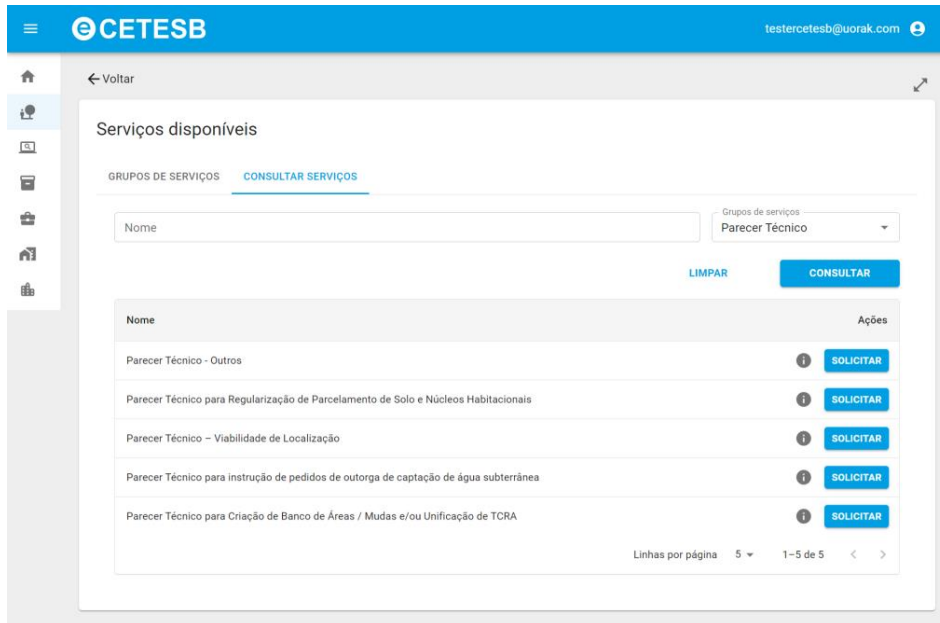 eCETESB
testercetesb@uorak.com
Voltar
Serviços disponíveis
GRUPOS DE SERVIÇOS CONSULTAR SERVIÇOS
Nome
Grupos de serviços
Parecer Técnico
LIMPAR CONSULTAR
Nome Ações
Parecer Técnico - Outros SOLICITAR
Parecer Técnico para Regularização de Parcelamento de Solo e Núcleos Habitacionais SOLICITAR
Parecer Técnico – Viabilidade de Localização SOLICITAR
Parecer Técnico para instrução de pedidos de outorga de captação de água subterrânea SOLICITAR
Parecer Técnico para Criação de Banco de Áreas / Mudas e/ou Unificação de TCRA SOLICITAR
Linhas por página 5 1–5 de 5